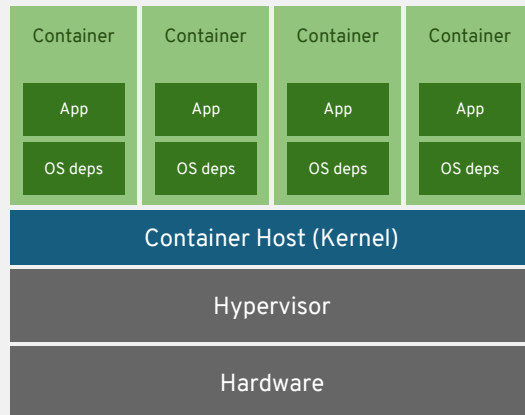 Container Container Container Container
App App App App
OS deps OS deps OS deps OS deps
Container Host (Kernel)
Hypervisor
Hardware